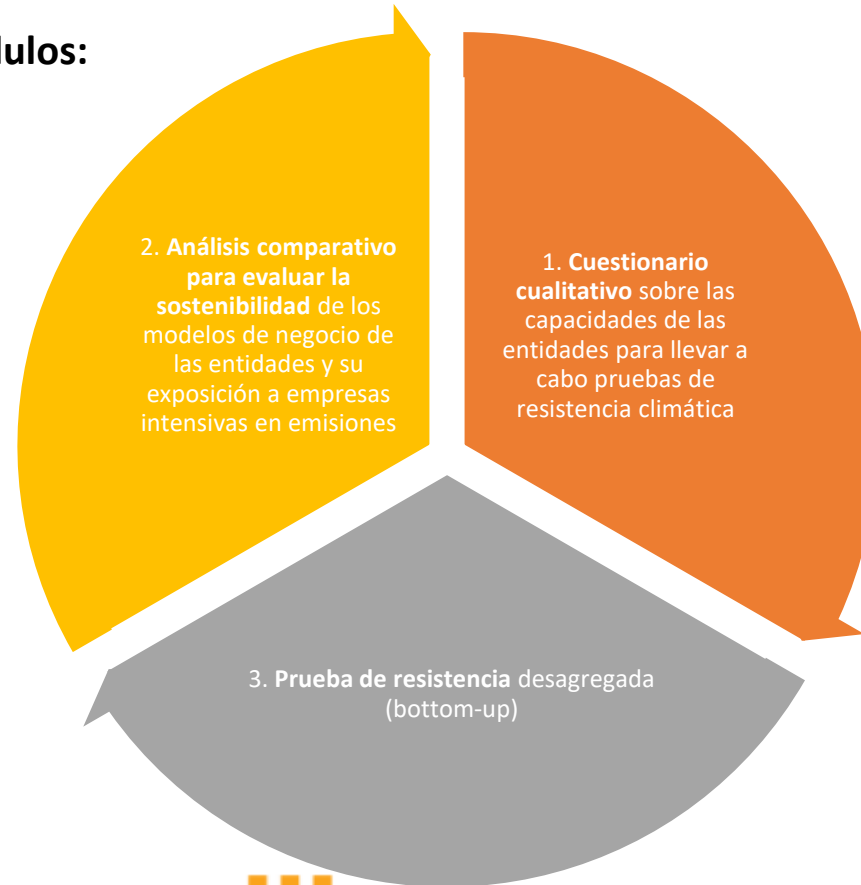 dulos:
2. Análisis comparativo
para evaluar la
sostenibilidad de los
modelos de negocio de
las entidades y su
exposición a empresas
intensivas en emisiones
1. Cuestionario
cualitativo sobre las
capacidades de las
entidades para llevar a
cabo pruebas de
resistencia climática
3. Prueba de resistencia desagregada
(bottom-up)